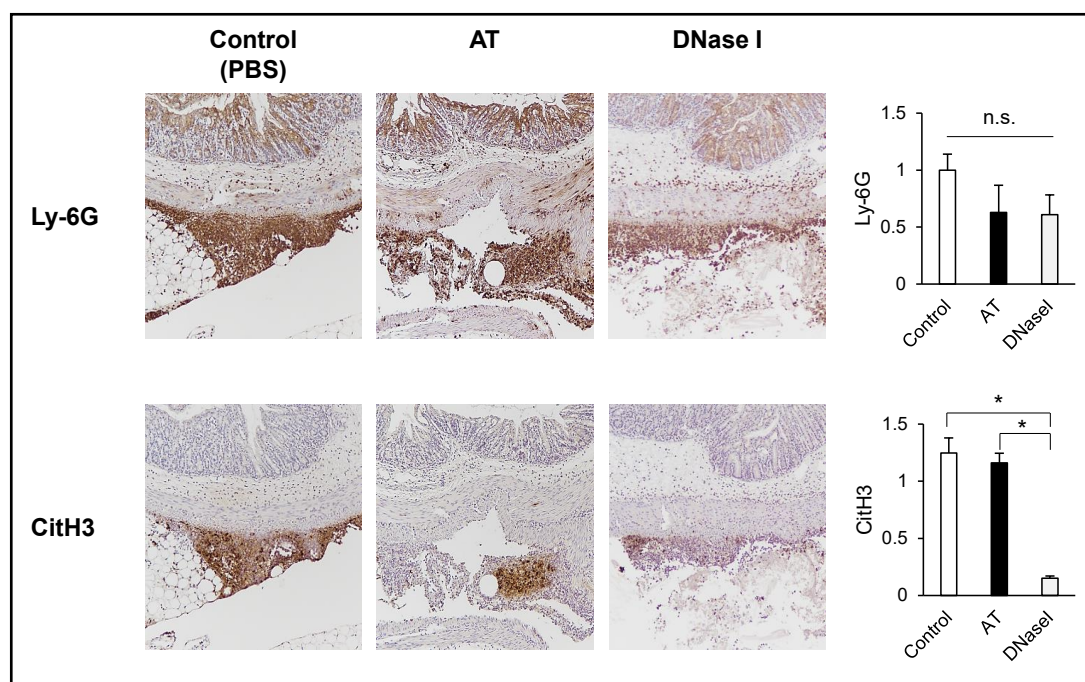 Control
(PBS)
AT
DNase I
Ly-6G
1.5
n.s.
1
Ly-6G
0.5
0
Control
AT
DNaseI
CitH3
*
1.5
*
1
CitH3
0.5
0
Control
AT
DNaseI